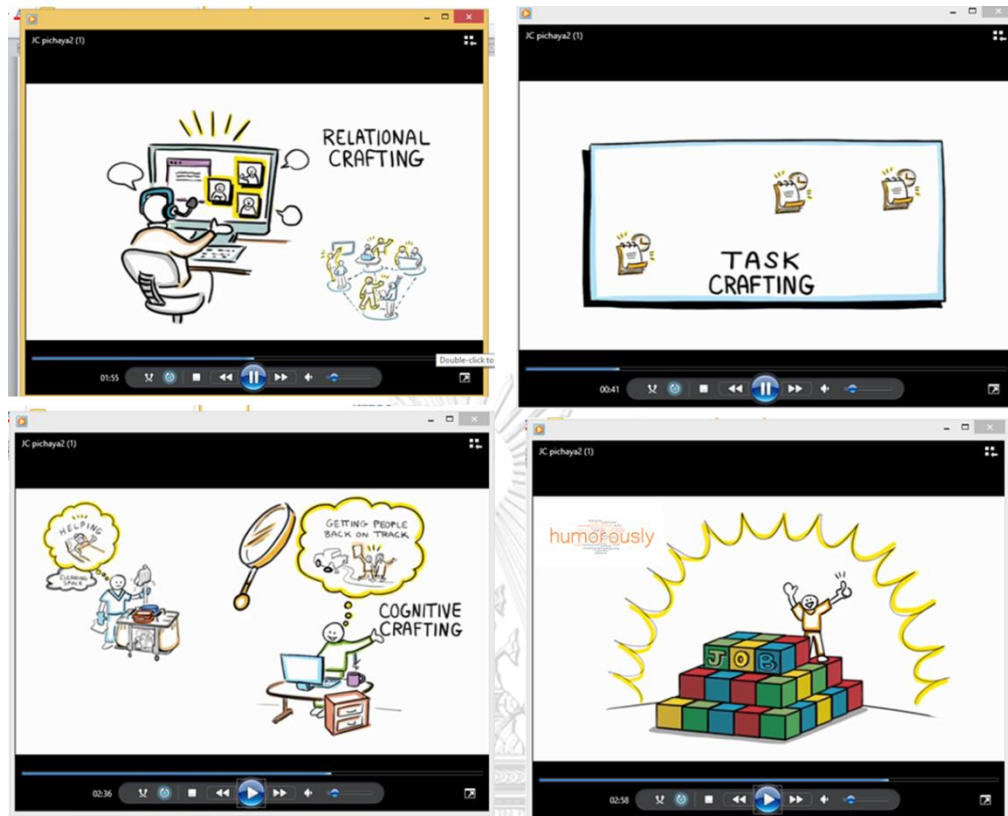 JC pichaya2 (1)
RELATIONAL
CRAFTING
Double-click to
01:55
JC pichaya2 (1)
TASK
CRAFTING
00:41
JC pichaya2 (1)
HELPING
CLEANING
SPACE
GETTING PEOPLE
BACK ON TRACK
COGNITIVE
CRAFTING
02:36
JC pichaya2 (1)
humorously
JOB
02:58